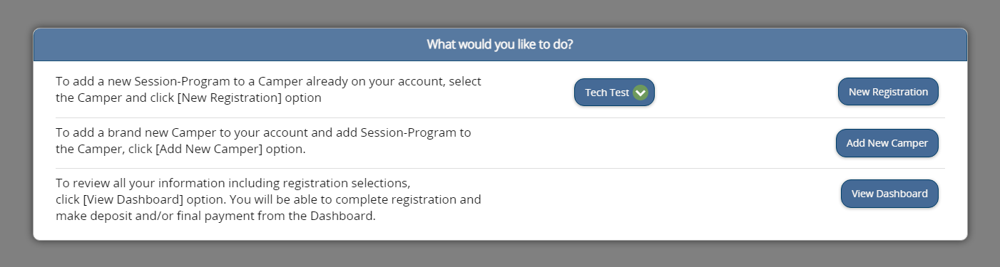 What would you like to do?
To add a new Session-Program to a Camper already on your account, select
the Camper and click [New Registration] option
Tech Test
New Registration
To add a brand new Camper to your account and add Session-Program to
the Camper, click [Add New Camper] option.
Add New Camper
To review all your information including registration selections,
click [View Dashboard] option. You will be able to complete registration and
make deposit and/or final payment from the Dashboard.
View Dashboard